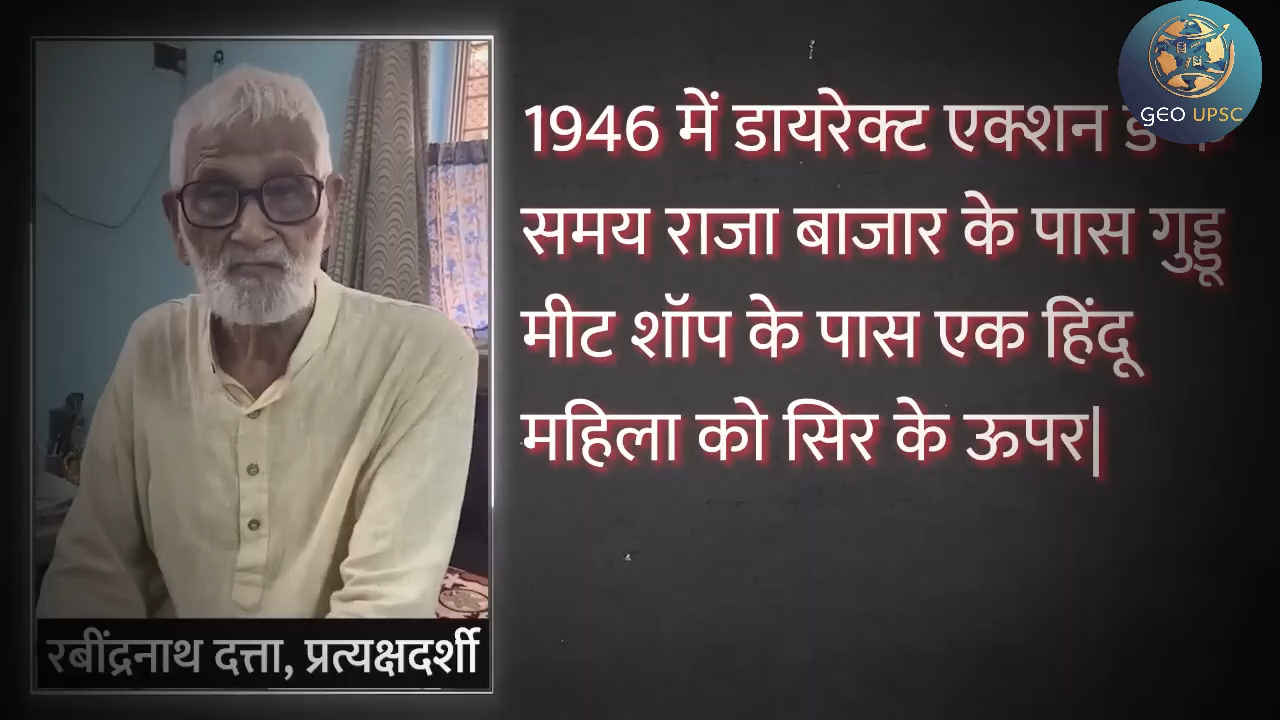 GEO UPSC
1946 में डायरेक्ट एक्शन
समय राजा बाजार के पास गुड्डू
मीट शॉप के पास एक हिंदू
महिला को सिर के ऊपर
रबींद्रनाथ दत्ता, प्रत्यक्षदर्शी